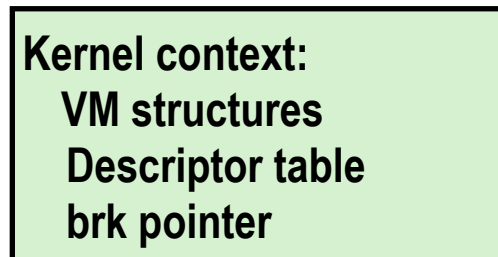 Kernel context:
VM structures
Descriptor table
brk pointer